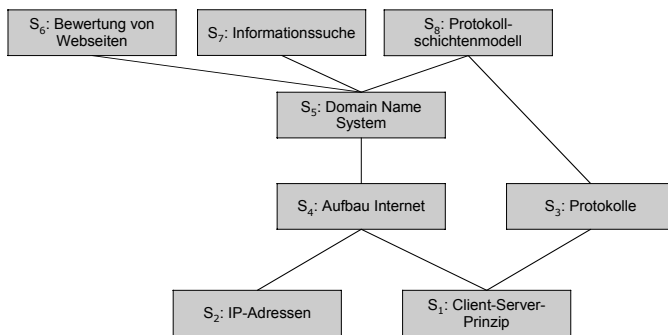 S₆: Bewertung von
Webseiten
S₇: Informationssuche
S₈: Protokoll-
schichtenmodell
S₅: Domain Name
System
S₄: Aufbau Internet
S₃: Protokolle
S₂: IP-Adressen
S₁: Client-Server-
Prinzip